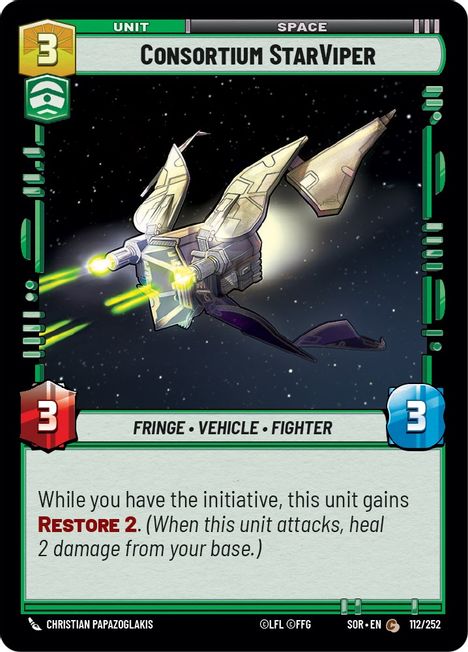 UNIT
SPACE
3
CONSORTIUM STARVIPER
3
FRINGE • VEHICLE • FIGHTER
3
While you have the initiative, this unit gains
RESTORE 2. (When this unit attacks, heal
2 damage from your base.)
CHRISTIAN PAPAZOGLAKIS
©LFL ©FFG
SOR • EN
C
112/252